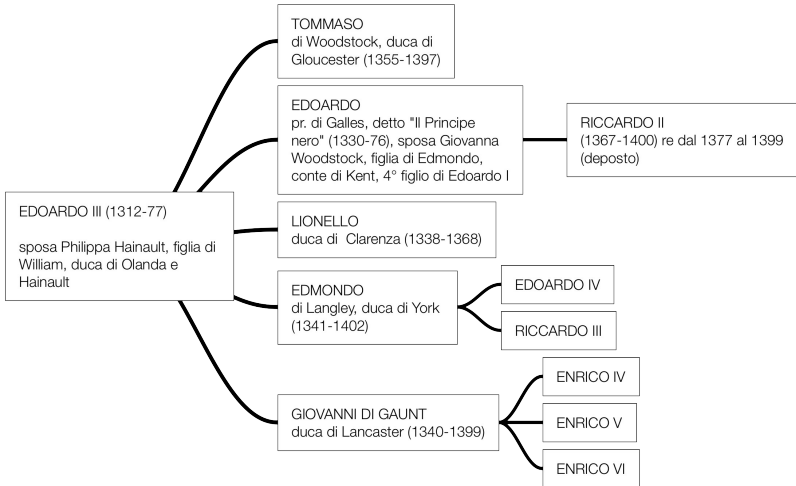 TOMMASO
di Woodstock, duca di
Gloucester (1355-1397)
EDOARDO
pr. di Galles, detto "Il Principe
nero" (1330-76), sposa Giovanna
Woodstock, figlia di Edmondo,
conte di Kent, 4° figlio di Edoardo I
RICCARDO II
(1367-1400) re dal 1377 al 1399
(deposto)
EDOARDO III (1312-77)
sposa Philippa Hainault, figlia di
William, duca di Olanda e
Hainault
LIONELLO
duca di Clarenza (1338-1368)
EDMONDO
di Langley, duca di York
(1341-1402)
EDOARDO IV
RICCARDO III
GIOVANNI DI GAUNT
duca di Lancaster (1340-1399)
ENRICO IV
ENRICO V
ENRICO VI